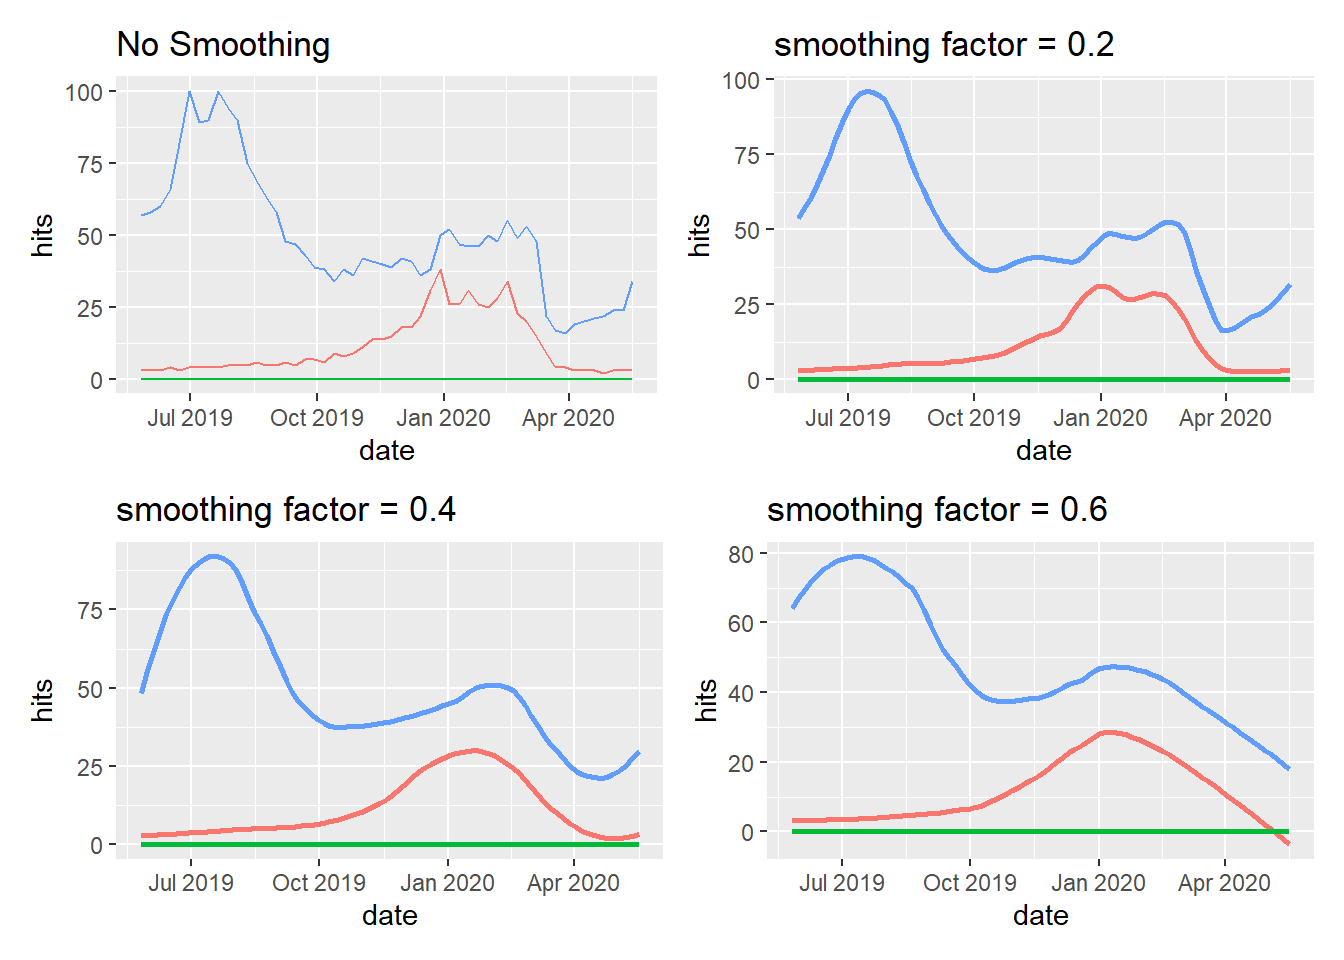 No Smoothing
100
75
50
25
0
hits
Jul 2019 Oct 2019 Jan 2020 Apr 2020
date
smoothing factor = 0.2
100
75
50
25
0
hits
Jul 2019 Oct 2019 Jan 2020 Apr 2020
date
smoothing factor = 0.4
75
50
25
0
hits
Jul 2019 Oct 2019 Jan 2020 Apr 2020
date
smoothing factor = 0.6
80
60
40
20
0
hits
Jul 2019 Oct 2019 Jan 2020 Apr 2020
date